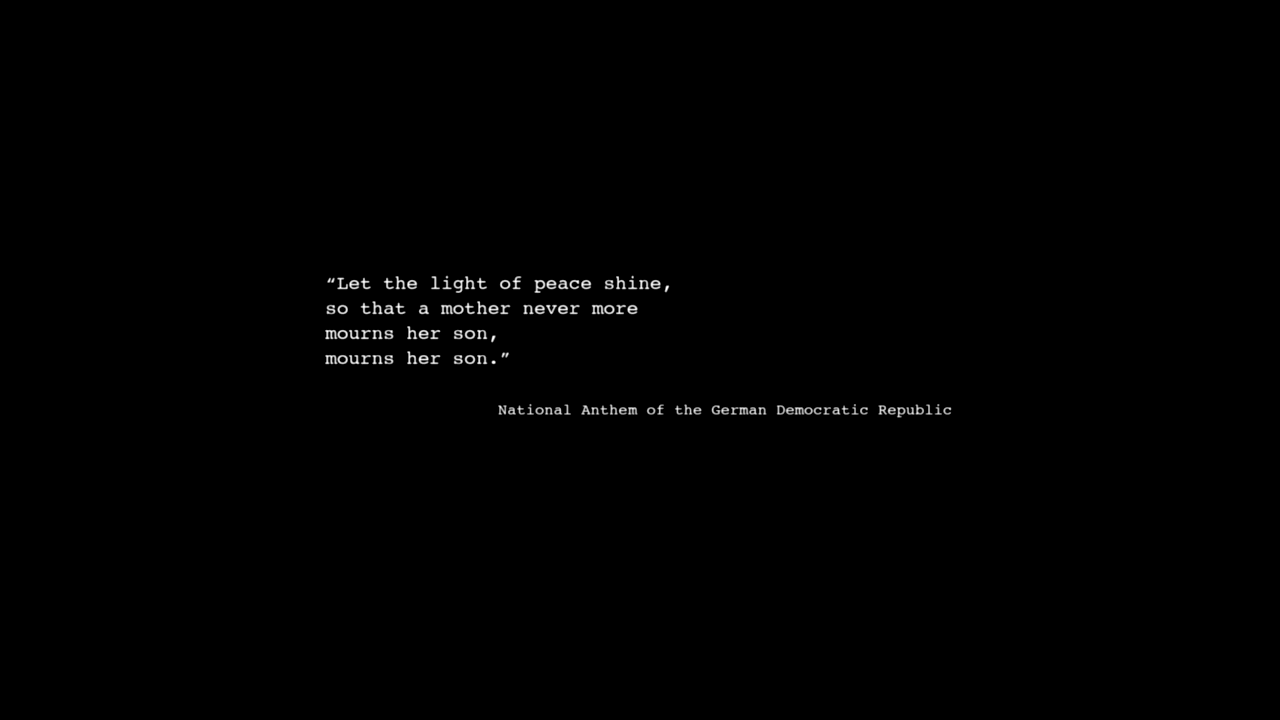 “Let the light of peace shine,
so that a mother never more
mourns her son,
mourns her son.”
National Anthem of the German Democratic Republic